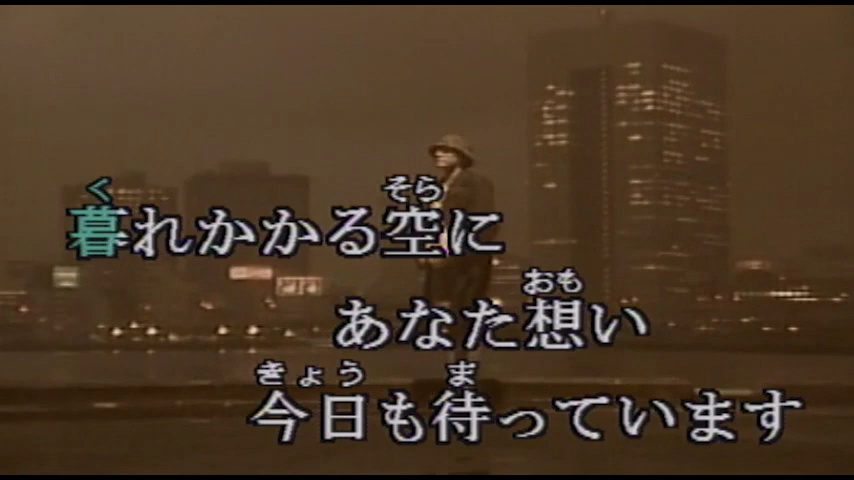 暮れかかる空に
あなた想い
今日も待っています